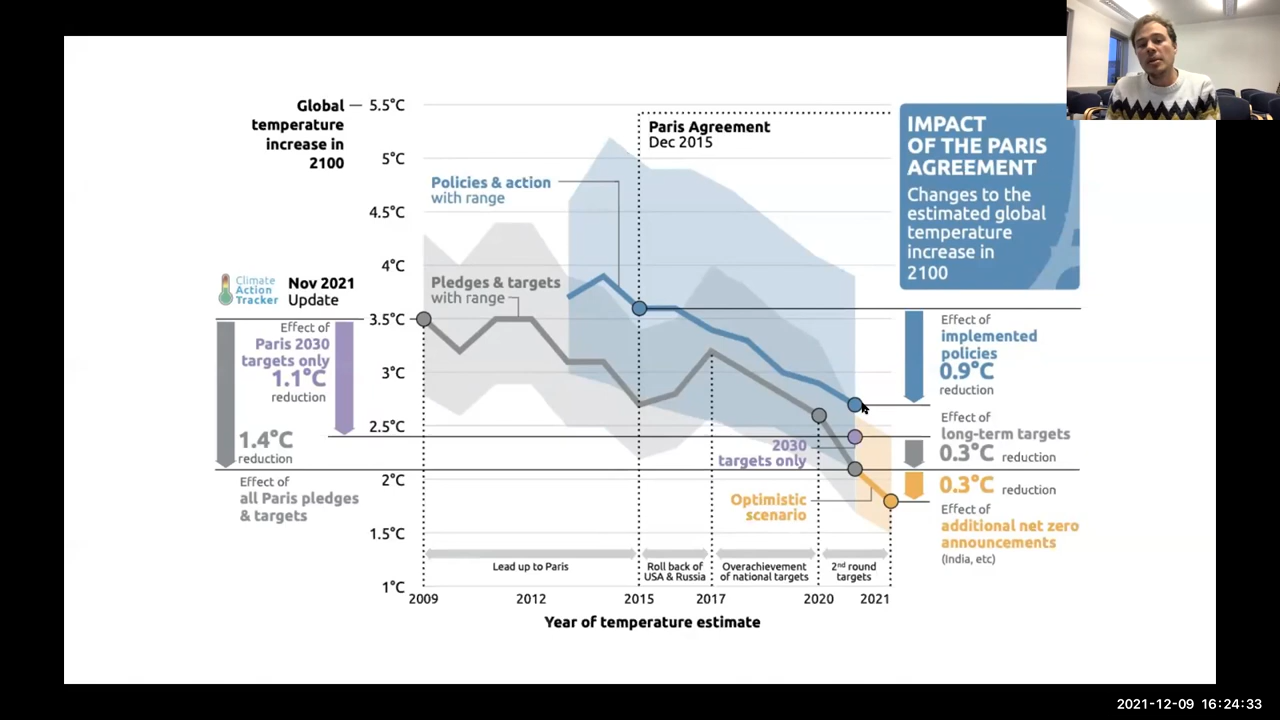 Global
temperature
increase in
2100
5.5°C
5°C
4.5°C
4°C
3.5°C
3°C
2.5°C
2°C
1.5°C
1°C
Paris Agreement
Dec 2015
Policies & action
with range
Pledges & targets
with range
IMPACT
OF THE PARIS
AGREEMENT
Changes to the
estimated global
temperature
increase in
2100
Climate
Action
Tracker
Nov 2021
Update
Effect of
Paris 2030
targets only
1.1°C
reduction
1.4°C
reduction
Effect of
all Paris pledges
& targets
Effect of
implemented
policies
0.9°C
reduction
Effect of
long-term targets
0.3°C reduction
0.3°C reduction
Effect of
additional net zero
announcements
(India, etc)
2030
targets only
Optimistic
scenario
Lead up to Paris
Roll back of
USA & Russia
Overachievement
of national targets
2nd round
targets
2009
2012
2015
2017
2020
2021
Year of temperature estimate
2021-12-09 16:24:33